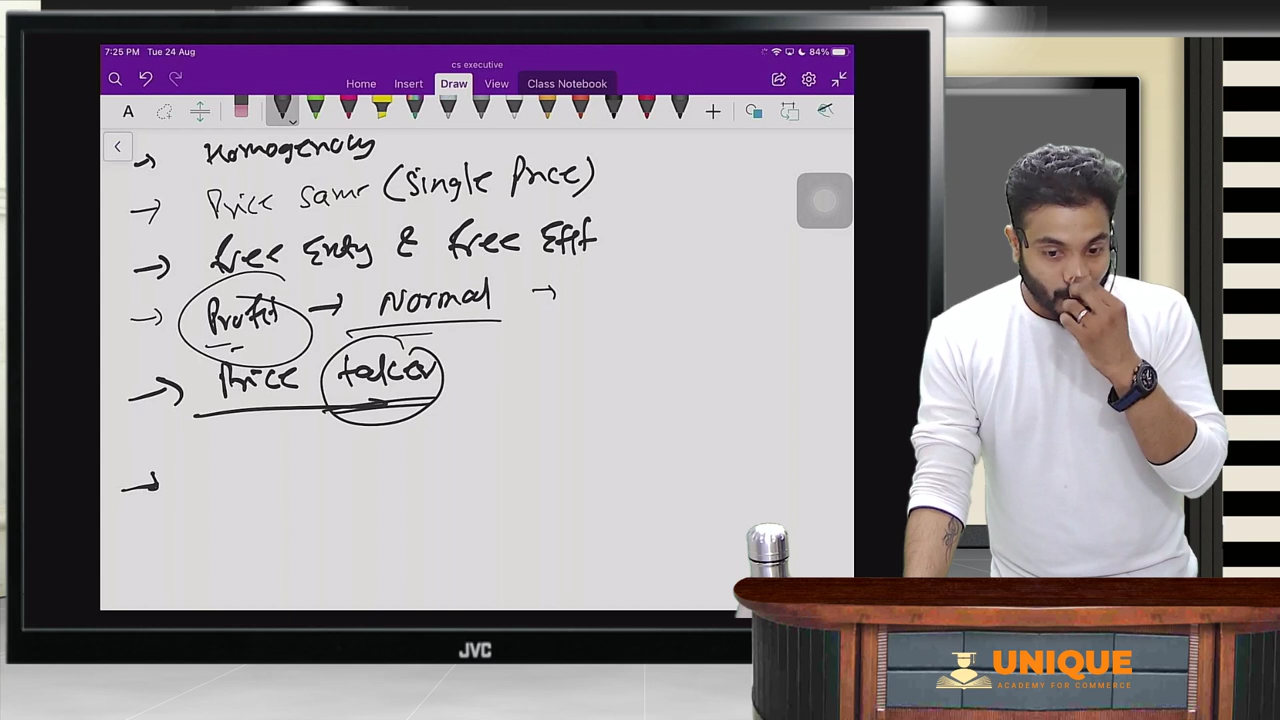 7:25 PM Tue 24 Aug
84%
cs executive
Home Insert Draw View Class Notebook
A
→ Homogeneous
→ Price same (Single Price)
→ free Entry & free Exit
→ Profit → Normal →
→ Price taker
→
JVC
UNIQUE
ACADEMY FOR COMMERCE